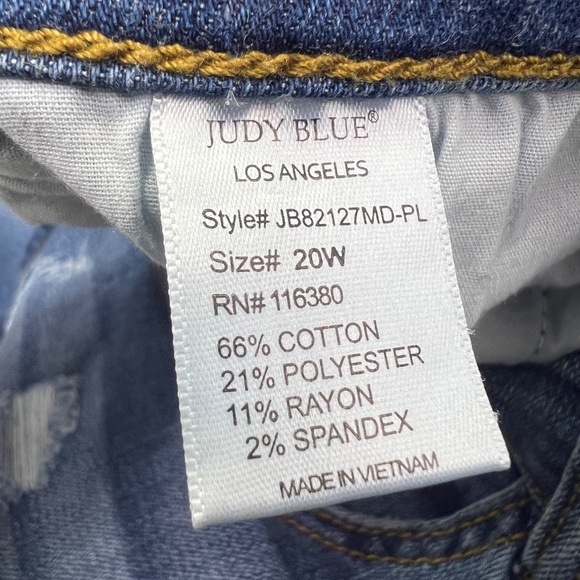 JUDY BLUE®
LOS ANGELES
Style# JB82127MD-PL
Size# 20W
RN# 116380
66% COTTON
21% POLYESTER
11% RAYON
2% SPANDEX
MADE IN VIETNAM